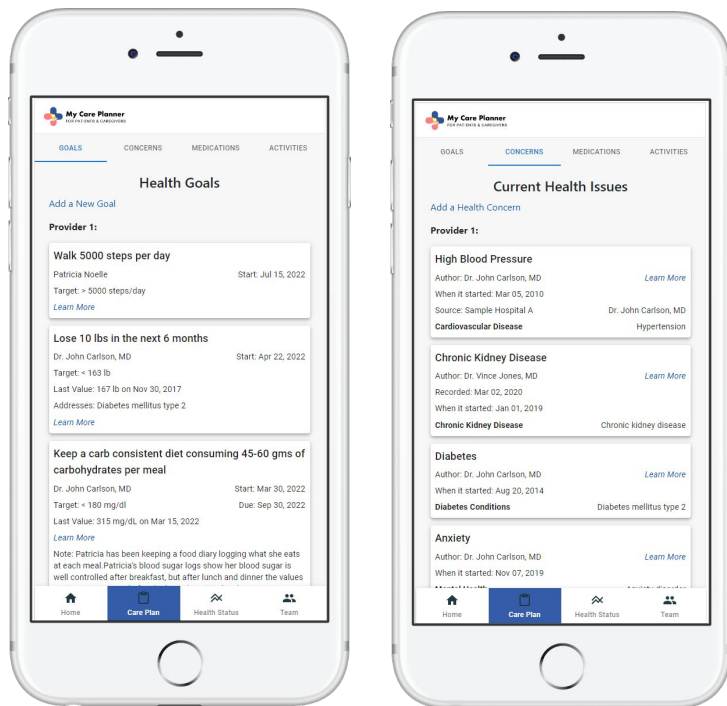 My Care Planner
FOR PATIENTS & CAREGIVERS
GOALS CONCERNS MEDICATIONS ACTIVITIES
Health Goals
Add a New Goal
Provider 1:
Walk 5000 steps per day
Patricia Noelle Start: Jul 15, 2022
Target: > 5000 steps/day
Learn More
Lose 10 lbs in the next 6 months
Dr. John Carlson, MD Start: Apr 22, 2022
Target: < 163 lb
Last Value: 167 lb on Nov 30, 2017
Addresses: Diabetes mellitus type 2
Learn More
Keep a carb consistent diet consuming 45-60 gms of
carbohydrates per meal
Dr. John Carlson, MD Start: Mar 30, 2022
Target: < 180 mg/dl Due: Sep 30, 2022
Last Value: 315 mg/dL on Mar 15, 2022
Learn More
Note: Patricia has been keeping a food diary logging what she eats
at each meal.Patricia's blood sugar logs show her blood sugar is
well controlled after breakfast, but after lunch and dinner the values
Home Care Plan Health Status Team
My Care Planner
FOR PATIENTS & CAREGIVERS
GOALS CONCERNS MEDICATIONS ACTIVITIES
Current Health Issues
Add a Health Concern
Provider 1:
High Blood Pressure
Author: Dr. John Carlson, MD Learn More
When it started: Mar 05, 2010
Source: Sample Hospital A Dr. John Carlson, MD
Cardiovascular Disease Hypertension
Chronic Kidney Disease
Author: Dr. Vince Jones, MD Learn More
Recorded: Mar 02, 2020
When it started: Jan 01, 2019
Chronic Kidney Disease Chronic kidney disease
Diabetes
Author: Dr. John Carlson, MD Learn More
When it started: Aug 20, 2014
Diabetes Conditions Diabetes mellitus type 2
Anxiety
Author: Dr. John Carlson, MD Learn More
When it started: Nov 07, 2019
Home Care Plan Health Status Team